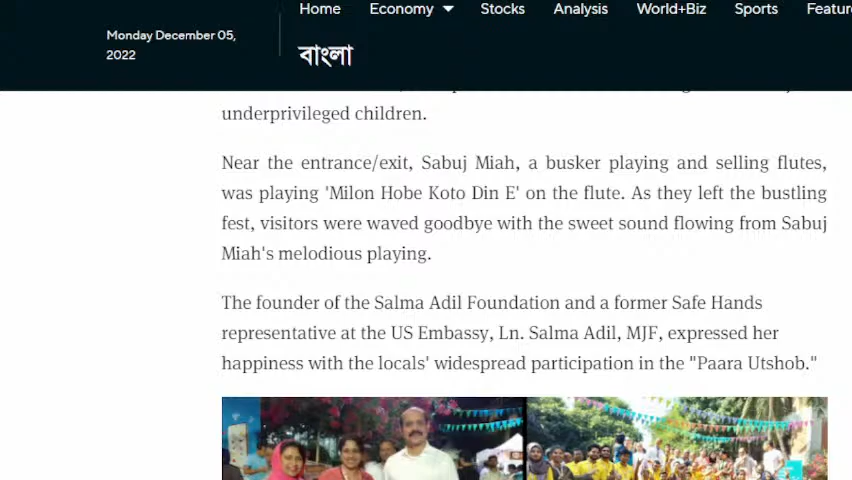 Home Economy Stocks Analysis World+Biz Sports Featur
Monday December 05,
2022
বাংলা
underprivileged children.
Near the entrance/exit, Sabuj Miah, a busker playing and selling flutes,
was playing 'Milon Hobe Koto Din E' on the flute. As they left the bustling
fest, visitors were waved goodbye with the sweet sound flowing from Sabuj
Miah's melodious playing.
The founder of the Salma Adil Foundation and a former Safe Hands
representative at the US Embassy, Ln. Salma Adil, MJF, expressed her
happiness with the locals' widespread participation in the "Paara Utshob."